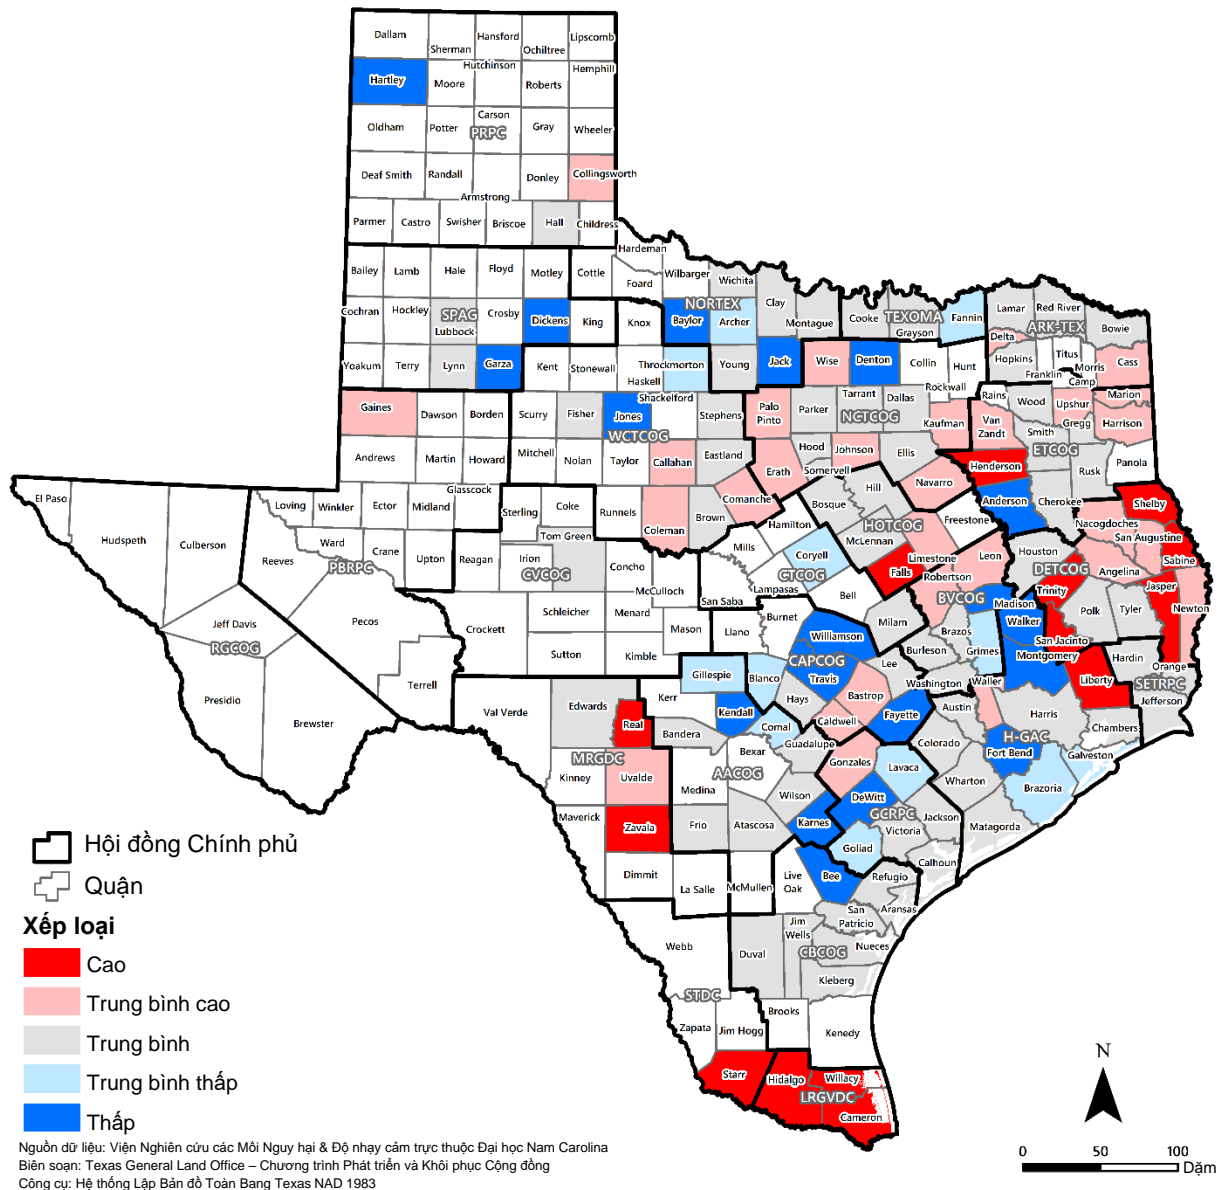 Dallam
Sherman
Hansford
Ochiltree
Lipscomb
Hartley
Moore
Hutchinson
Roberts
Hemphill
Oldham
Potter
Carson
PRPC
Gray
Wheeler
Deaf Smith
Randall
Armstrong
Donley
Collingsworth
Parmer
Castro
Swisher
Briscoe
Hall
Childress
Bailey
Lamb
Hale
Floyd
Motley
Cottle
Hardeman
Foard
Wilbarger
Wichita
Cochran
Hockley
SPAG
Lubbock
Crosby
Dickens
King
Knox
NORTEX
Baylor
Archer
Clay
Montague
Cooke
TEXOMA
Grayson
Fannin
Lamar
Red River
ARK-TEX
Bowie
Delta
Yoakum
Terry
Lynn
Garza
Kent
Stonewall
Haskell
Throckmorton
Young
Jack
Wise
Denton
Collin
Hunt
Rockwall
Hopkins
Franklin
Titus
Morris
Camp
Cass
Gaines
Dawson
Borden
Scurry
Fisher
Jones
Shackelford
WCTCOG
Stephens
Palo
Pinto
Parker
Tarrant
NCTCOG
Dallas
Kaufman
Rains
Van
Zandt
Wood
Upshur
Marion
Gregg
Harrison
Smith
ETCOG
Andrews
Martin
Howard
Mitchell
Nolan
Taylor
Callahan
Eastland
Erath
Hood
Somervell
Johnson
Ellis
Navarro
Henderson
Rusk
Panola
El Paso
Hudspeth
Culberson
Loving
Winkler
Ector
Midland
Glasscock
Sterling
Coke
Runnels
Coleman
Brown
Comanche
Hamilton
Bosque
Hill
HOTCOG
McLennan
Freestone
Limestone
Anderson
Cherokee
Shelby
Nacogdoches
San Augustine
Sabine
Reeves
Ward
PBRPC
Crane
Upton
Reagan
Tom Green
Irion
CVCOG
Concho
McCulloch
Mills
San Saba
Lampasas
Coryell
CTCOG
Bell
Falls
Robertson
Leon
BVCOG
Madison
Houston
DETCOG
Trinity
Angelina
Jasper
Newton
Polk
Tyler
Walker
San Jacinto
Jeff Davis
RGCOG
Pecos
Crockett
Schleicher
Menard
Mason
Llano
Burnet
Williamson
Milam
Brazos
Burleson
Grimes
Montgomery
Hardin
Orange
SETRPC
Jefferson
Sutton
Kimble
Gillespie
Blanco
CAPCOG
Travis
Lee
Washington
Waller
Liberty
Presidio
Brewster
Terrell
Val Verde
Edwards
Real
Kerr
Kendall
Bandera
Comal
Hays
Caldwell
Bastrop
Fayette
Austin
Harris
H-GAC
Chambers
Galveston
Fort Bend
Colorado
Wharton
Brazoria
Matagorda
MRGDC
Kinney
Uvalde
Medina
Bexar
AACOG
Guadalupe
Gonzales
Lavaca
DeWitt
GCRPC
Wilson
Karnes
Victoria
Jackson
Calhoun
Goliad
Maverick
Zavala
Frio
Atascosa
Dimmit
La Salle
McMullen
Live
Oak
Bee
Refugio
Aransas
San
Patricio
Jim
Wells
Nueces
CBCOG
Duval
Kleberg
Webb
STDC
Zapata
Jim Hogg
Brooks
Kenedy
Starr
Hidalgo
Willacy
LRGVDC
Cameron
Hội đồng Chính phủ
Quận
Xếp loại
Cao
Trung bình cao
Trung bình
Trung bình thấp
Thấp
Nguồn dữ liệu: Viện Nghiên cứu các Mối Nguy hại & Độ nhạy cảm trực thuộc Đại học Nam Carolina
Biên soạn: Texas General Land Office – Chương trình Phát triển và Khôi phục Cộng đồng
Công cụ: Hệ thống Lập Bản đồ Toàn Bang Texas NAD 1983
N
0 50 100
Dặm